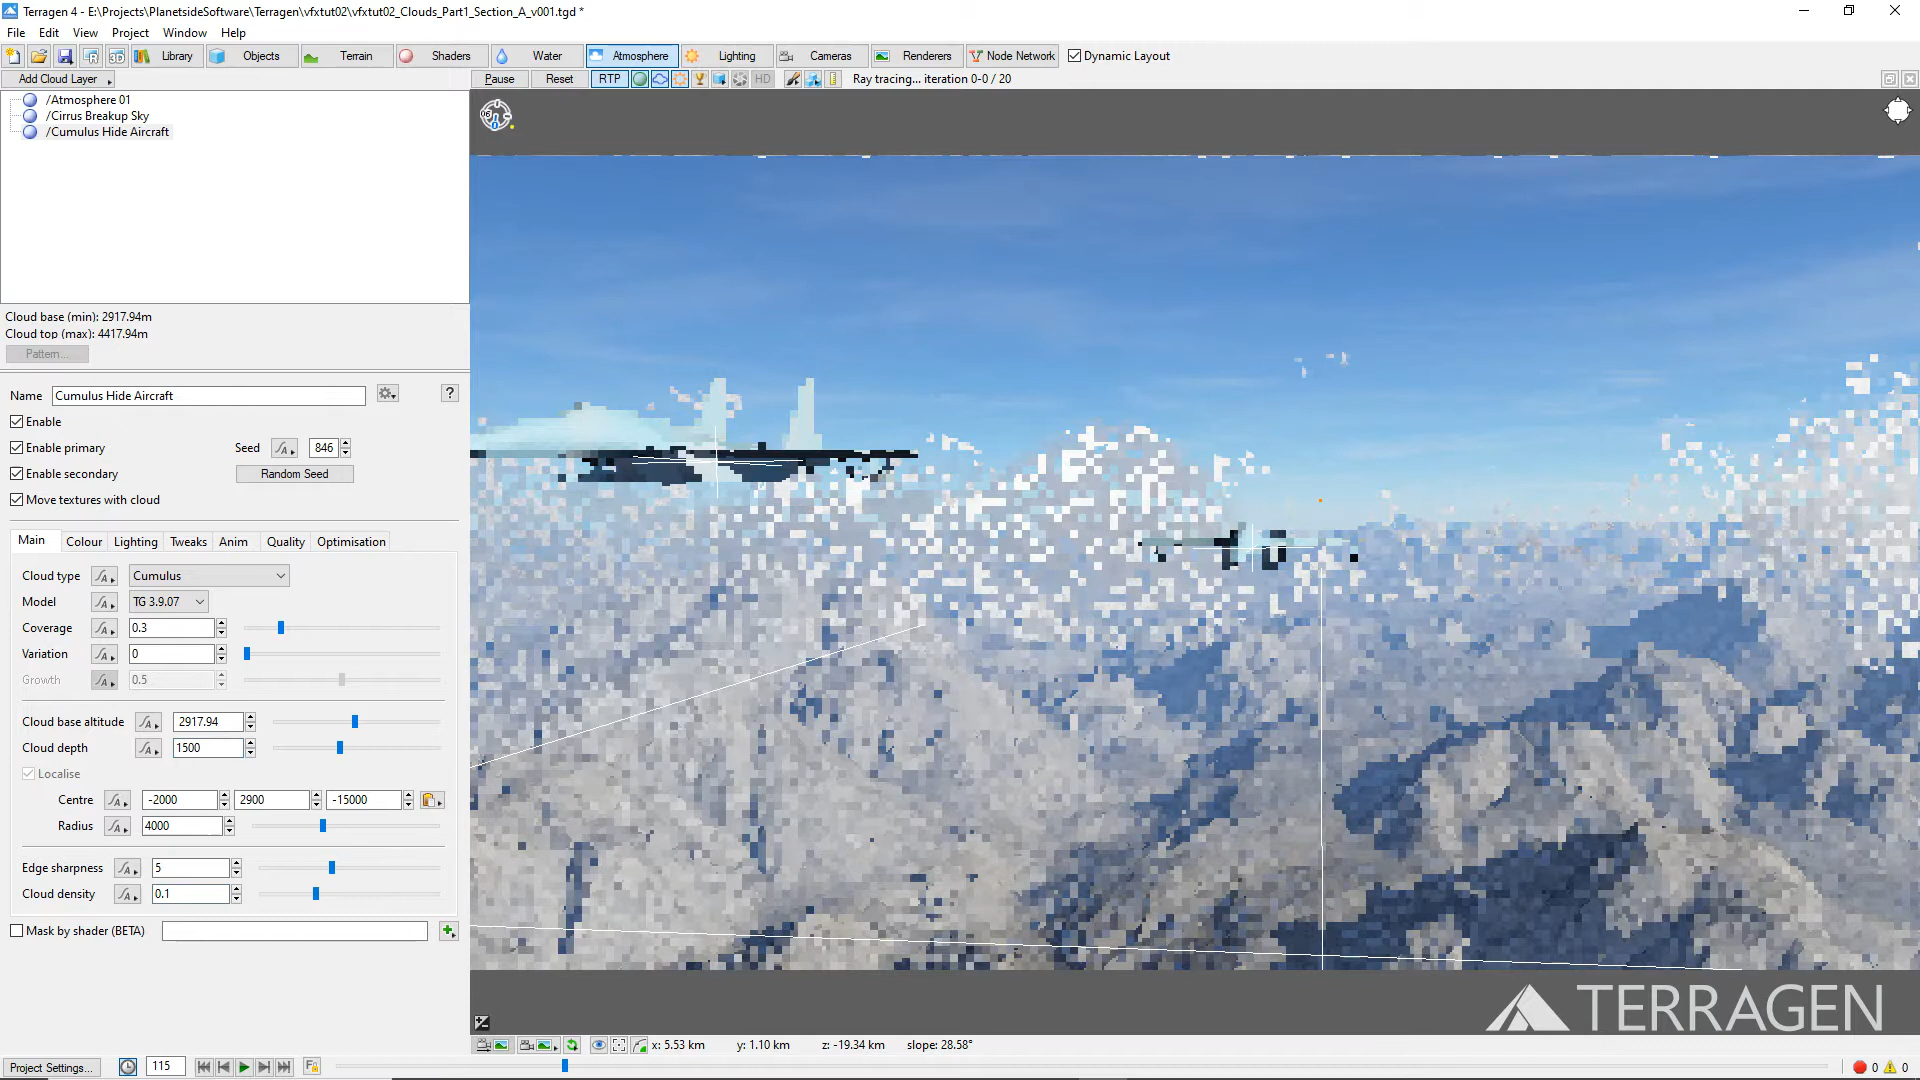 Terragen 4 - E:\Projects\PlanetsideSoftware\Terragen\vfxtut02\vfxtut02_Clouds_Part1_Section_A_v001.tgd *
File Edit View Project Window Help
Library Objects Terrain Shaders Water Atmosphere Lighting Cameras Renderers Node Network Dynamic Layout
Add Cloud Layer Pause Reset RTP HD Ray tracing... iteration 0-0 / 20
/Atmosphere 01
/Cirrus Breakup Sky
/Cumulus Hide Aircraft
Cloud base (min): 2917.94m
Cloud top (max): 4417.94m
Pattern...
Name Cumulus Hide Aircraft ?
Enable
Enable primary Seed 846
Enable secondary Random Seed
Move textures with cloud
Main Colour Lighting Tweaks Anim Quality Optimisation
Cloud type Cumulus
Model TG 3.9.07
Coverage 0.3
Variation 0
Growth 0.5
Cloud base altitude 2917.94
Cloud depth 1500
Localise
Centre -2000 2900 -15000
Radius 4000
Edge sharpness 5
Cloud density 0.1
Mask by shader (BETA)
TERRAGEN
x: 5.53 km y: 1.10 km z: -19.34 km slope: 28.58°
Project Settings... 115 0 0